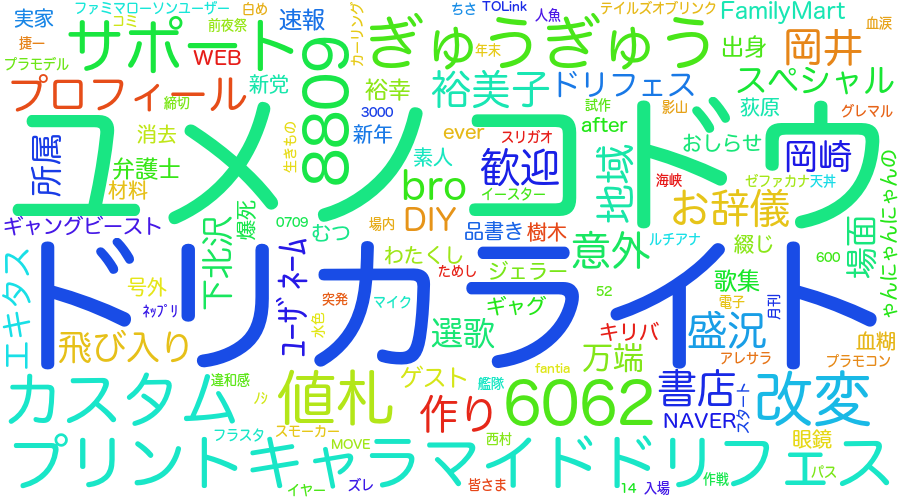 実家
ファミマローソンユーザー
白め
速報
コミ
前夜祭
カーリング
ちさ
TOLink
人魚
テイルズオブリンク
FamilyMart
血涙
捷一
プラモデル
サポート
WEB
8809
ぎゅうぎゅう
年末
出身
岡井
プロフィール
締切
新党
裕幸
裕美子
ドリフェス
スペシャル
消去
生きもの
3000
新年
ever
スリガオ
試作
after
影山
荻原
グレマル
所属
ユメノコドウ
弁護士
材料
素人
歓迎
地域
海峡
おしらせ
岡崎
ゼファカナ
天丼
にゃんにゃんにゃんの
ギャングビースト
爆死
0709
むつ
場内
bro
DIY
イースター
品書き
樹木
お辞儀
エキタス
下北沢
ユーザネーム
わたくし
ためし
ジェラー
意外
ルチアナ
綴じ
場面
600
号外
ﾈｯﾌﾟﾘ
突発
マイク
ギャグ
52
歌集
電子
月刊
ドリカライト
飛び入り
水色
選歌
キリバ
盛況
血糊
アレサラ
プラモコン
カスタム
違和感
ﾉｼ
値札
ゲスト
艦隊
fantia
万端
書店
改変
フラスタ
スモーカー
作り
6062
NAVER
スタート
眼鏡
プリントキャラマイドドリフェス
MOVE
西村
イヤー
ズレ
皆さま
14
入場
作戦
パス